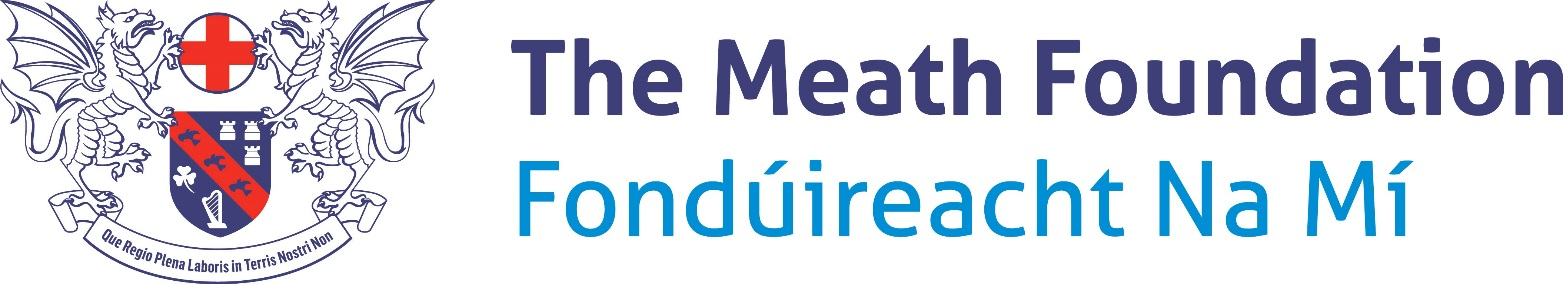 The Meath Foundation
Fondúireacht Na Mí
Que Regio Plena Laboris in Terris Nostri Non